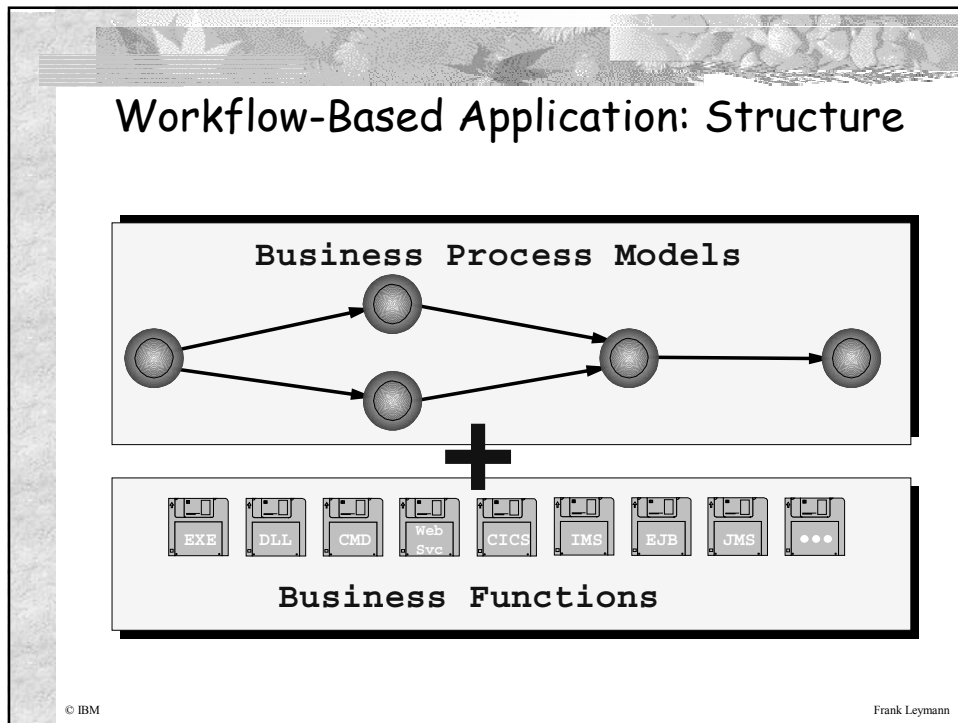 Workflow-Based Application: Structure
Business Process Models
EXE DLL CMD Web Svc CICS IMS EJB JMS •••
Business Functions
© IBM
Frank Leymann